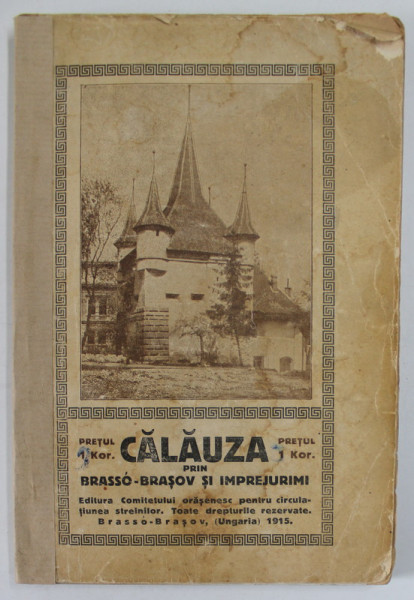 PREȚUL CĂLĂUZA PREȚUL
1 Kor. 1 Kor.
PRIN
BRASSÓ-BRAȘOV ȘI IMPREJURIMI
Editura Comitetului orășenesc pentru circula-
țiunea streinilor. Toate drepturile rezervate.
Brassó-Brașov, (Ungaria) 1915.